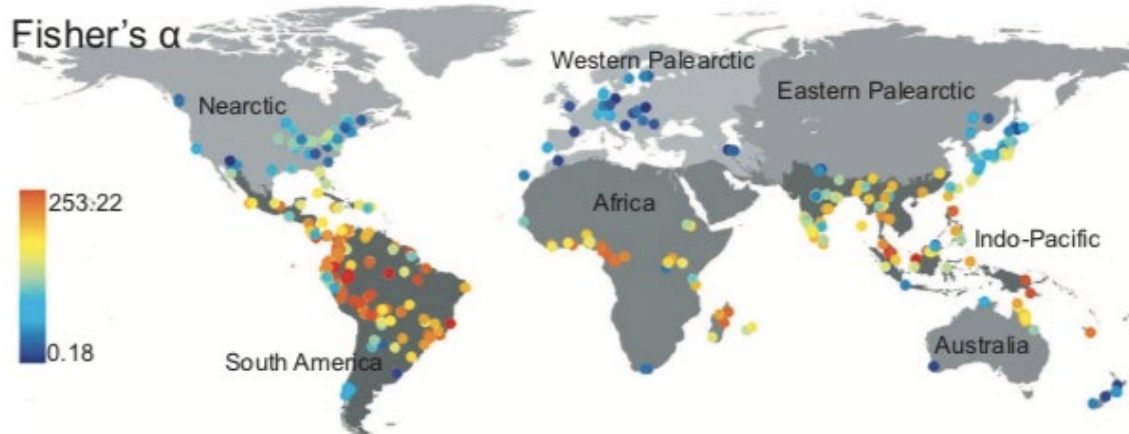 Fisher's α
Western Palearctic
Nearctic
Eastern Palearctic
253.22
Africa
Indo-Pacific
0.18
South America
Australia